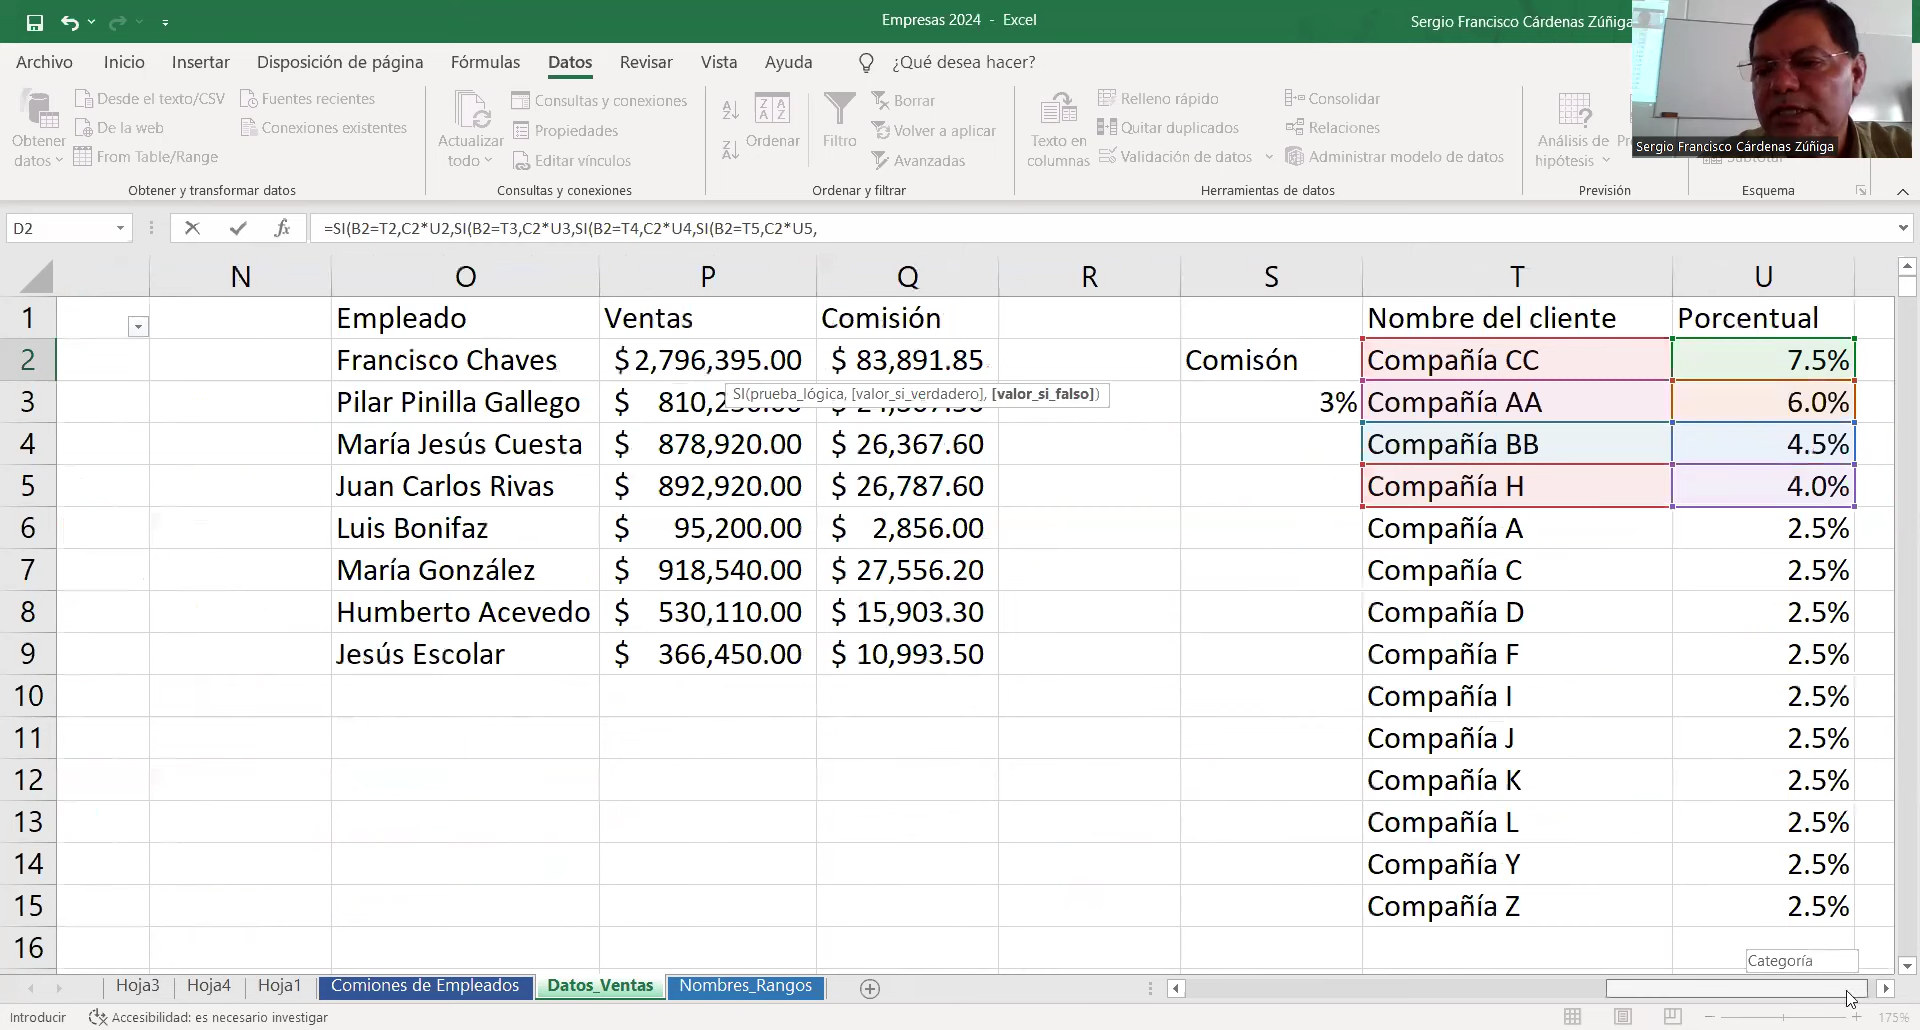 Empresas 2024 - Excel
Sergio Francisco Cárdenas Zúñiga
Archivo Inicio Insertar Disposición de página Fórmulas Datos Revisar Vista Ayuda ¿Qué desea hacer?
Obtener datos
Desde el texto/CSV
De la web
From Table/Range
Fuentes recientes
Conexiones existentes
Obtener y transformar datos
Actualizar todo
Consultas y conexiones
Propiedades
Editar vínculos
Consultas y conexiones
Ordenar
Filtro
Borrar
Volver a aplicar
Avanzadas
Ordenar y filtrar
Texto en columnas
Relleno rápido
Quitar duplicados
Validación de datos
Consolidar
Relaciones
Administrar modelo de datos
Herramientas de datos
Análisis de hipótesis
Previsión
Subtotal
Esquema
Sergio Francisco Cárdenas Zúñiga
D2 fx =SI(B2=T2,C2*U2,SI(B2=T3,C2*U3,SI(B2=T4,C2*U4,SI(B2=T5,C2*U5,
N O P Q R S T U
1 Empleado Ventas Comisión Nombre del cliente Porcentual
2 Francisco Chaves $2,796,395.00 $ 83,891.85 Comisón Compañía CC 7.5%
SI(prueba_lógica, [valor_si_verdadero], [valor_si_falso])
3 Pilar Pinilla Gallego $ 3% Compañía AA 6.0%
4 María Jesús Cuesta $ 878,920.00 $ 26,367.60 Compañía BB 4.5%
5 Juan Carlos Rivas $ 892,920.00 $ 26,787.60 Compañía H 4.0%
6 Luis Bonifaz $ 95,200.00 $ 2,856.00 Compañía A 2.5%
7 María González $ 918,540.00 $ 27,556.20 Compañía C 2.5%
8 Humberto Acevedo $ 530,110.00 $ 15,903.30 Compañía D 2.5%
9 Jesús Escolar $ 366,450.00 $ 10,993.50 Compañía F 2.5%
10 Compañía I 2.5%
11 Compañía J 2.5%
12 Compañía K 2.5%
13 Compañía L 2.5%
14 Compañía Y 2.5%
15 Compañía Z 2.5%
16
Categoría
Hoja3 Hoja4 Hoja1 Comiones de Empleados Datos_Ventas Nombres_Rangos
Introducir Accesibilidad: es necesario investigar 175%